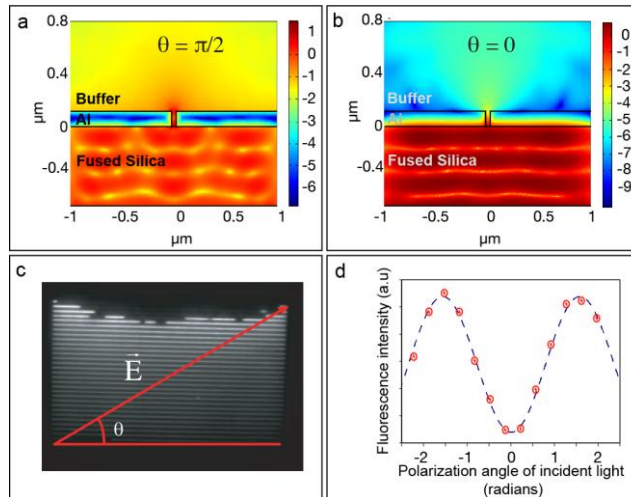 a
θ = π/2
0.8
0.4
0
-0.4
μm
Buffer
Al
Fused Silica
-1
-0.5
0
0.5
1
μm
1
0
-1
-2
-3
-4
-5
-6
b
θ = 0
0.8
0.4
0
-0.4
μm
Buffer
Al
Fused Silica
-1
-0.5
0
0.5
1
μm
0
-1
-2
-3
-4
-5
-6
-7
-8
-9
c
E
θ
d
Fluorescence intensity (a.u)
-2
-1
0
1
2
Polarization angle of incident light
(radians)